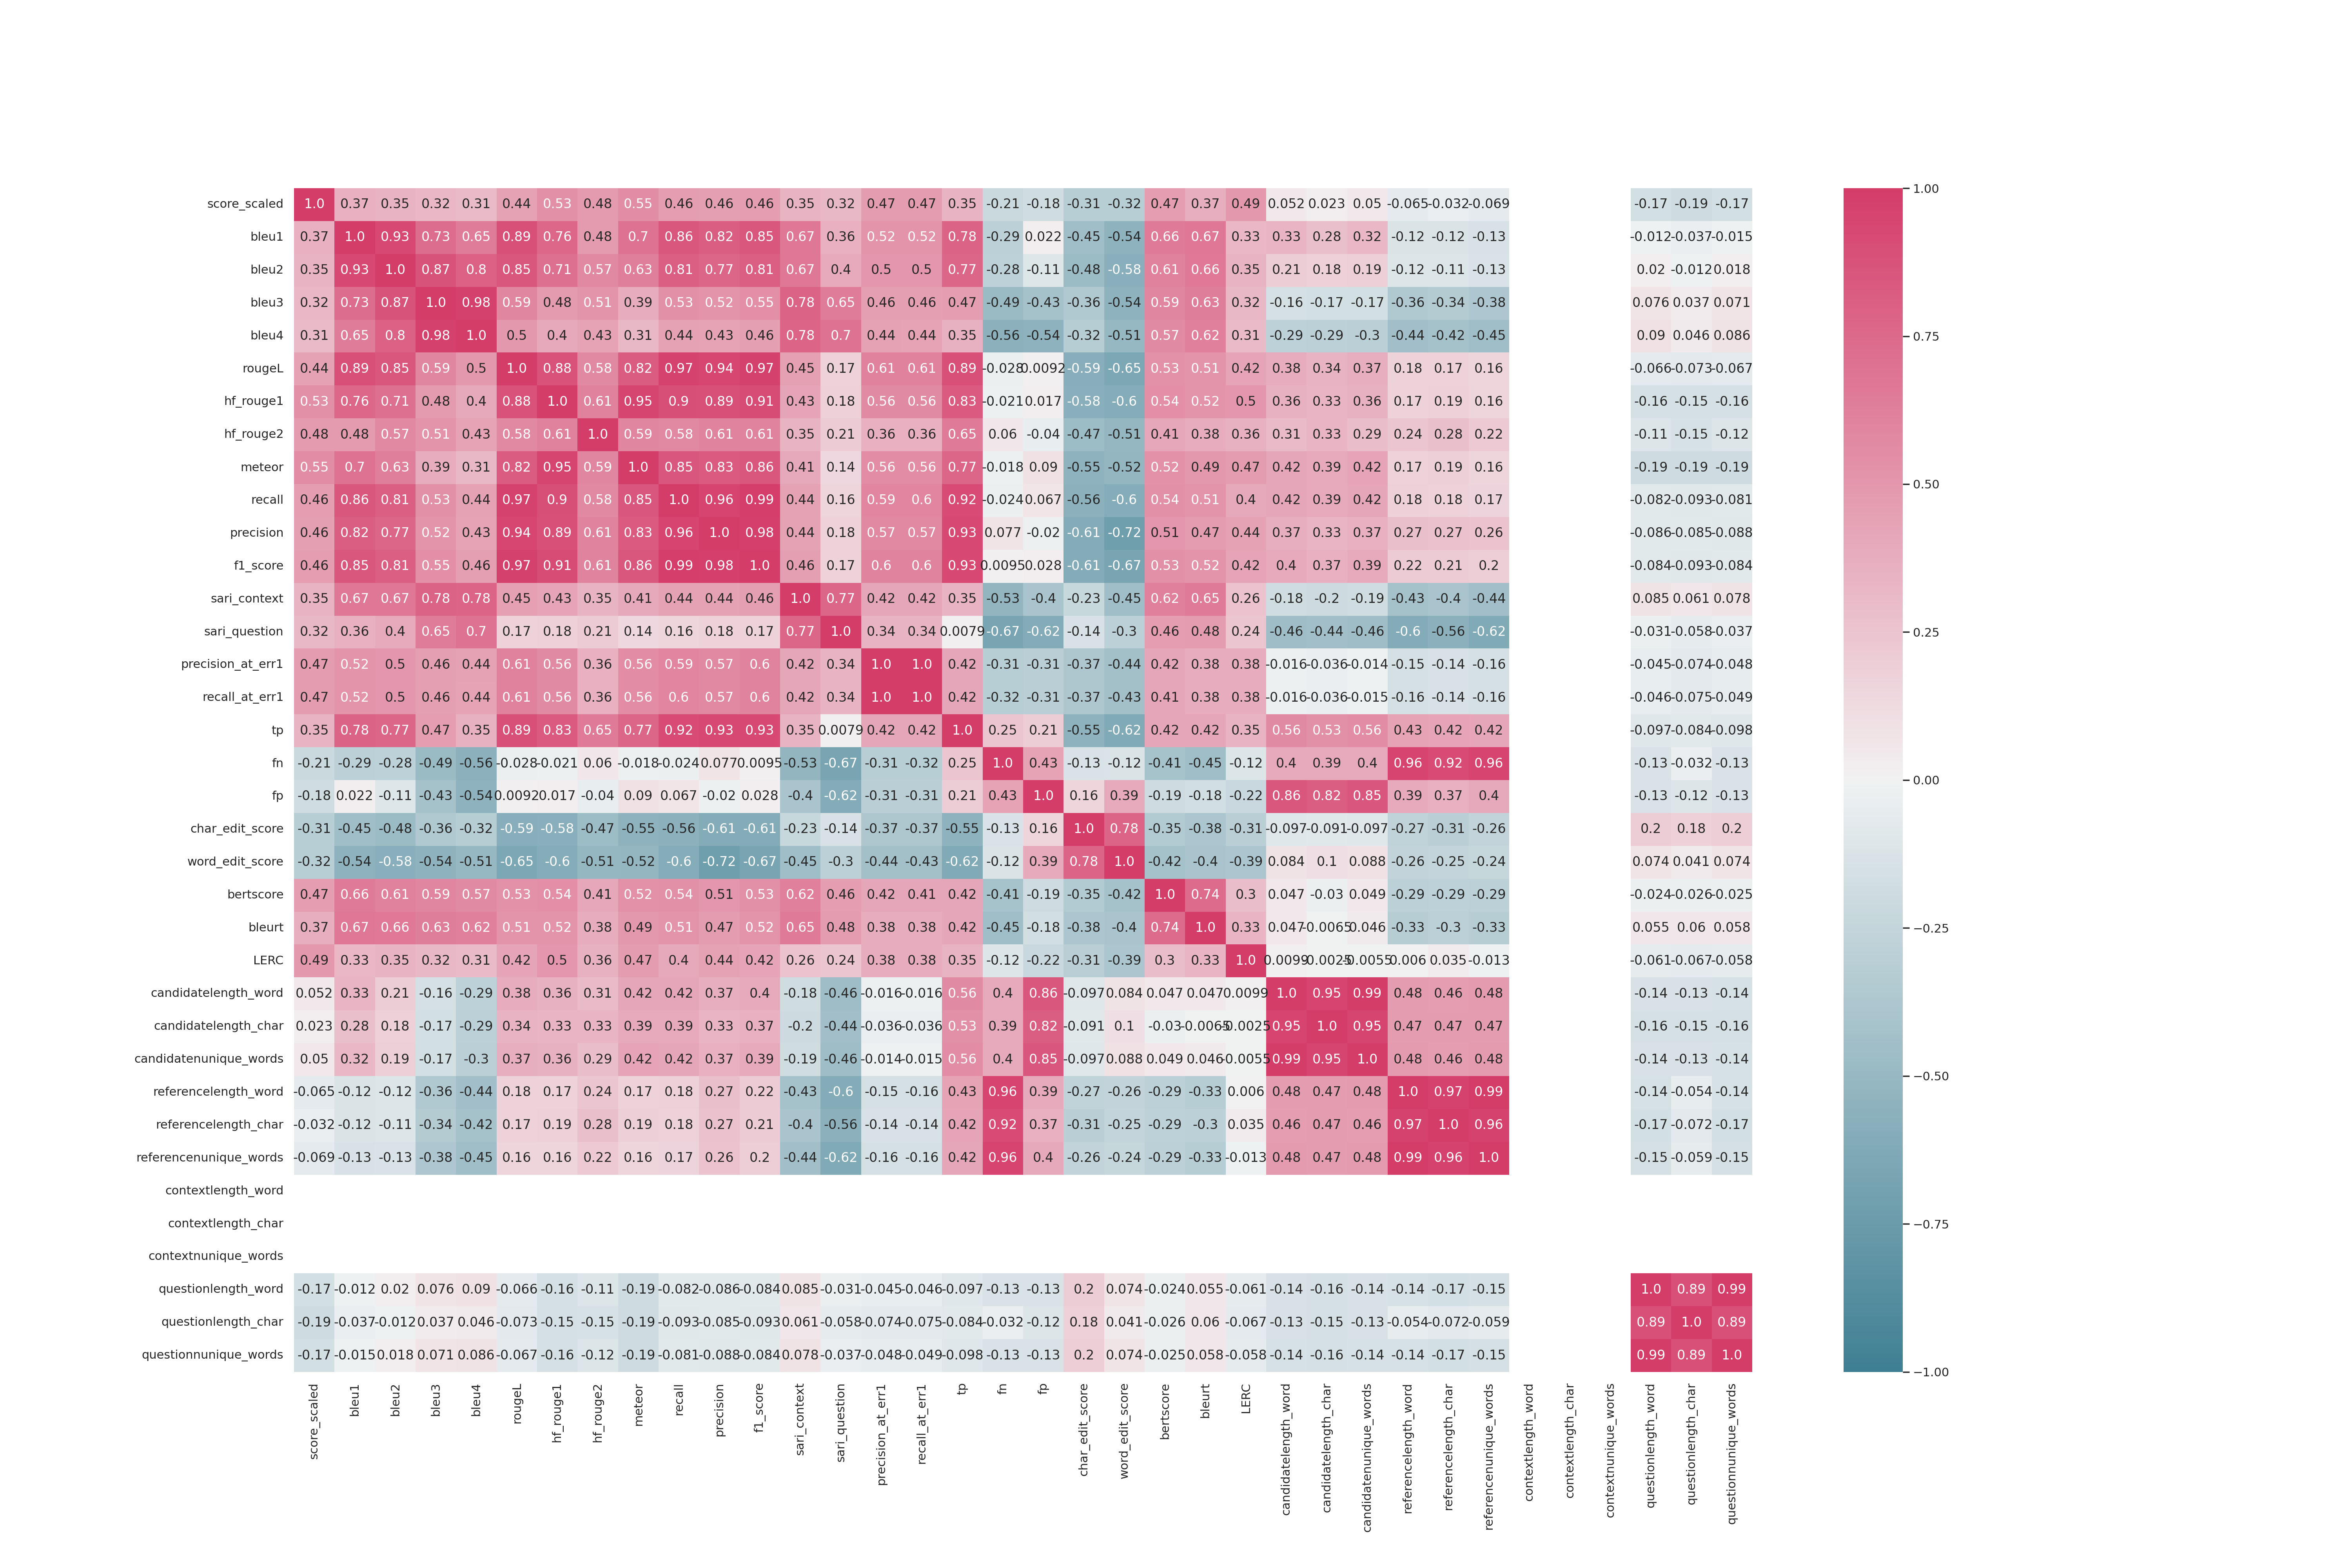 score_scaled 1.0 0.37 0.35 0.32 0.31 0.44 0.53 0.48 0.55 0.46 0.46 0.46 0.35 0.32 0.47 0.47 0.35 -0.21 -0.18 -0.31 -0.32 0.47 0.37 0.49 0.052 0.023 0.05 -0.065 -0.032 -0.069 -0.17 -0.19 -0.17 1.00
bleu1 0.37 1.0 0.93 0.73 0.65 0.89 0.76 0.48 0.7 0.86 0.82 0.85 0.67 0.36 0.52 0.52 0.78 -0.29 0.022 -0.45 -0.54 0.66 0.67 0.33 0.33 0.28 0.32 -0.12 -0.12 -0.13 -0.012 -0.037 -0.015
bleu2 0.35 0.93 1.0 0.87 0.8 0.85 0.71 0.57 0.63 0.81 0.77 0.81 0.67 0.4 0.5 0.5 0.77 -0.28 -0.11 -0.48 -0.58 0.61 0.66 0.35 0.21 0.18 0.19 -0.12 -0.11 -0.13 0.02 -0.012 0.018
bleu3 0.32 0.73 0.87 1.0 0.98 0.59 0.48 0.51 0.39 0.53 0.52 0.55 0.78 0.65 0.46 0.46 0.47 -0.49 -0.43 -0.36 -0.54 0.59 0.63 0.32 -0.16 -0.17 -0.17 -0.36 -0.34 -0.38 0.076 0.037 0.071
bleu4 0.31 0.65 0.8 0.98 1.0 0.5 0.4 0.43 0.31 0.44 0.43 0.46 0.78 0.7 0.44 0.44 0.35 -0.56 -0.54 -0.32 -0.51 0.57 0.62 0.31 -0.29 -0.29 -0.3 -0.44 -0.42 -0.45 0.09 0.046 0.086 0.75
rougeL 0.44 0.89 0.85 0.59 0.5 1.0 0.88 0.58 0.82 0.97 0.94 0.97 0.45 0.17 0.61 0.61 0.89 -0.028 0.0092 -0.59 -0.65 0.53 0.51 0.42 0.38 0.34 0.37 0.18 0.17 0.16 -0.066 -0.073 -0.067
hf_rouge1 0.53 0.76 0.71 0.48 0.4 0.88 1.0 0.61 0.95 0.9 0.89 0.91 0.43 0.18 0.56 0.56 0.83 -0.021 0.017 -0.58 -0.6 0.54 0.52 0.5 0.36 0.33 0.36 0.17 0.19 0.16 -0.16 -0.15 -0.16
hf_rouge2 0.48 0.48 0.57 0.51 0.43 0.58 0.61 1.0 0.59 0.58 0.61 0.61 0.35 0.21 0.36 0.36 0.65 0.06 -0.04 -0.47 -0.51 0.41 0.38 0.36 0.31 0.33 0.29 0.24 0.28 0.22 -0.11 -0.15 -0.12
meteor 0.55 0.7 0.63 0.39 0.31 0.82 0.95 0.59 1.0 0.85 0.83 0.86 0.41 0.14 0.56 0.56 0.77 -0.018 0.09 -0.55 -0.52 0.52 0.49 0.47 0.42 0.39 0.42 0.17 0.19 0.16 -0.19 -0.19 -0.19
recall 0.46 0.86 0.81 0.53 0.44 0.97 0.9 0.58 0.85 1.0 0.96 0.99 0.44 0.16 0.59 0.6 0.92 -0.024 0.067 -0.56 -0.6 0.54 0.51 0.4 0.42 0.39 0.42 0.18 0.18 0.17 -0.082 -0.093 -0.081 0.50
precision 0.46 0.82 0.77 0.52 0.43 0.94 0.89 0.61 0.83 0.96 1.0 0.98 0.44 0.18 0.57 0.57 0.93 0.077 -0.02 -0.61 -0.72 0.51 0.47 0.44 0.37 0.33 0.37 0.27 0.27 0.26 -0.086 -0.085 -0.088
f1_score 0.46 0.85 0.81 0.55 0.46 0.97 0.91 0.61 0.86 0.99 0.98 1.0 0.46 0.17 0.6 0.6 0.93 0.0095 0.028 -0.61 -0.67 0.53 0.52 0.42 0.4 0.37 0.39 0.22 0.21 0.2 -0.084 -0.093 -0.084
sari_context 0.35 0.67 0.67 0.78 0.78 0.45 0.43 0.35 0.41 0.44 0.44 0.46 1.0 0.77 0.42 0.42 0.35 -0.53 -0.4 -0.23 -0.45 0.62 0.65 0.26 -0.18 -0.2 -0.19 -0.43 -0.4 -0.44 0.085 0.061 0.078
sari_question 0.32 0.36 0.4 0.65 0.7 0.17 0.18 0.21 0.14 0.16 0.18 0.17 0.77 1.0 0.34 0.34 0.0079 -0.67 -0.62 -0.14 -0.3 0.46 0.48 0.24 -0.46 -0.44 -0.46 -0.6 -0.56 -0.62 -0.031 -0.058 -0.037 0.25
precision_at_err1 0.47 0.52 0.5 0.46 0.44 0.61 0.56 0.36 0.56 0.59 0.57 0.6 0.42 0.34 1.0 1.0 0.42 -0.31 -0.31 -0.37 -0.44 0.42 0.38 0.38 -0.016 -0.036 -0.014 -0.15 -0.14 -0.16 -0.045 -0.074 -0.048
recall_at_err1 0.47 0.52 0.5 0.46 0.44 0.61 0.56 0.36 0.56 0.6 0.57 0.6 0.42 0.34 1.0 1.0 0.42 -0.32 -0.31 -0.37 -0.43 0.41 0.38 0.38 -0.016 -0.036 -0.015 -0.16 -0.14 -0.16 -0.046 -0.075 -0.049
tp 0.35 0.78 0.77 0.47 0.35 0.89 0.83 0.65 0.77 0.92 0.93 0.93 0.35 0.0079 0.42 0.42 1.0 0.25 0.21 -0.55 -0.62 0.42 0.42 0.35 0.56 0.53 0.56 0.43 0.42 0.42 -0.097 -0.084 -0.098
fn -0.21 -0.29 -0.28 -0.49 -0.56 -0.028 -0.021 0.06 -0.018 -0.024 0.077 0.0095 -0.53 -0.67 -0.31 -0.32 0.25 1.0 0.43 -0.13 -0.12 -0.41 -0.45 -0.12 0.4 0.39 0.4 0.96 0.92 0.96 -0.13 -0.032 -0.13 0.00
fp -0.18 0.022 -0.11 -0.43 -0.54 0.0092 0.017 -0.04 0.09 0.067 -0.02 0.028 -0.4 -0.62 -0.31 -0.31 0.21 0.43 1.0 0.16 0.39 -0.19 -0.18 -0.22 0.86 0.82 0.85 0.39 0.37 0.4 -0.13 -0.12 -0.13
char_edit_score -0.31 -0.45 -0.48 -0.36 -0.32 -0.59 -0.58 -0.47 -0.55 -0.56 -0.61 -0.61 -0.23 -0.14 -0.37 -0.37 -0.55 -0.13 0.16 1.0 0.78 -0.35 -0.38 -0.31 -0.097 -0.091 -0.097 -0.27 -0.31 -0.26 0.2 0.18 0.2
word_edit_score -0.32 -0.54 -0.58 -0.54 -0.51 -0.65 -0.6 -0.51 -0.52 -0.6 -0.72 -0.67 -0.45 -0.3 -0.44 -0.43 -0.62 -0.12 0.39 0.78 1.0 -0.42 -0.4 -0.39 0.084 0.1 0.088 -0.26 -0.25 -0.24 0.074 0.041 0.074
bertscore 0.47 0.66 0.61 0.59 0.57 0.53 0.54 0.41 0.52 0.54 0.51 0.53 0.62 0.46 0.42 0.41 0.42 -0.41 -0.19 -0.35 -0.42 1.0 0.74 0.3 0.047 -0.03 0.049 -0.29 -0.29 -0.29 -0.024 -0.026 -0.025
bleurt 0.37 0.67 0.66 0.63 0.62 0.51 0.52 0.38 0.49 0.51 0.47 0.52 0.65 0.48 0.38 0.38 0.42 -0.45 -0.18 -0.38 -0.4 0.74 1.0 0.33 0.047 -0.0065 0.046 -0.33 -0.3 -0.33 0.055 0.06 0.058 −0.25
LERC 0.49 0.33 0.35 0.32 0.31 0.42 0.5 0.36 0.47 0.4 0.44 0.42 0.26 0.24 0.38 0.38 0.35 -0.12 -0.22 -0.31 -0.39 0.3 0.33 1.0 0.0099 -0.0025 -0.0055 0.006 0.035 -0.013 -0.061 -0.067 -0.058
candidatelength_word 0.052 0.33 0.21 -0.16 -0.29 0.38 0.36 0.31 0.42 0.42 0.37 0.4 -0.18 -0.46 -0.016 -0.016 0.56 0.4 0.86 -0.097 0.084 0.047 0.047 0.0099 1.0 0.95 0.99 0.48 0.46 0.48 -0.14 -0.13 -0.14
candidatelength_char 0.023 0.28 0.18 -0.17 -0.29 0.34 0.33 0.33 0.39 0.39 0.33 0.37 -0.2 -0.44 -0.036 -0.036 0.53 0.39 0.82 -0.091 0.1 -0.03 -0.0065 -0.0025 0.95 1.0 0.95 0.47 0.47 0.47 -0.16 -0.15 -0.16
candidatenunique_words 0.05 0.32 0.19 -0.17 -0.3 0.37 0.36 0.29 0.42 0.42 0.37 0.39 -0.19 -0.46 -0.014 -0.015 0.56 0.4 0.85 -0.097 0.088 0.049 0.046 -0.0055 0.99 0.95 1.0 0.48 0.46 0.48 -0.14 -0.13 -0.14 −0.50
referencelength_word -0.065 -0.12 -0.12 -0.36 -0.44 0.18 0.17 0.24 0.17 0.18 0.27 0.22 -0.43 -0.6 -0.15 -0.16 0.43 0.96 0.39 -0.27 -0.26 -0.29 -0.33 0.006 0.48 0.47 0.48 1.0 0.97 0.99 -0.14 -0.054 -0.14
referencelength_char -0.032 -0.12 -0.11 -0.34 -0.42 0.17 0.19 0.28 0.19 0.18 0.27 0.21 -0.4 -0.56 -0.14 -0.14 0.42 0.92 0.37 -0.31 -0.25 -0.29 -0.3 0.035 0.46 0.47 0.46 0.97 1.0 0.96 -0.17 -0.072 -0.17
referencenunique_words -0.069 -0.13 -0.13 -0.38 -0.45 0.16 0.16 0.22 0.16 0.17 0.26 0.2 -0.44 -0.62 -0.16 -0.16 0.42 0.96 0.4 -0.26 -0.24 -0.29 -0.33 -0.013 0.48 0.47 0.48 0.99 0.96 1.0 -0.15 -0.059 -0.15
contextlength_word
contextlength_char −0.75
contextnunique_words
questionlength_word -0.17 -0.012 0.02 0.076 0.09 -0.066 -0.16 -0.11 -0.19 -0.082 -0.086 -0.084 0.085 -0.031 -0.045 -0.046 -0.097 -0.13 -0.13 0.2 0.074 -0.024 0.055 -0.061 -0.14 -0.16 -0.14 -0.14 -0.17 -0.15 1.0 0.89 0.99
questionlength_char -0.19 -0.037 -0.012 0.037 0.046 -0.073 -0.15 -0.15 -0.19 -0.093 -0.085 -0.093 0.061 -0.058 -0.074 -0.075 -0.084 -0.032 -0.12 0.18 0.041 -0.026 0.06 -0.067 -0.13 -0.15 -0.13 -0.054 -0.072 -0.059 0.89 1.0 0.89
questionnunique_words -0.17 -0.015 0.018 0.071 0.086 -0.067 -0.16 -0.12 -0.19 -0.081 -0.088 -0.084 0.078 -0.037 -0.048 -0.049 -0.098 -0.13 -0.13 0.2 0.074 -0.025 0.058 -0.058 -0.14 -0.16 -0.14 -0.14 -0.17 -0.15 0.99 0.89 1.0
−1.00
score_scaled
bleu1
bleu2
bleu3
bleu4
rougeL
hf_rouge1
hf_rouge2
meteor
recall
precision
f1_score
sari_context
sari_question
precision_at_err1
recall_at_err1
tp
fn
fp
char_edit_score
word_edit_score
bertscore
bleurt
LERC
candidatelength_word
candidatelength_char
candidatenunique_words
referencelength_word
referencelength_char
referencenunique_words
contextlength_word
contextlength_char
contextnunique_words
questionlength_word
questionlength_char
questionnunique_words